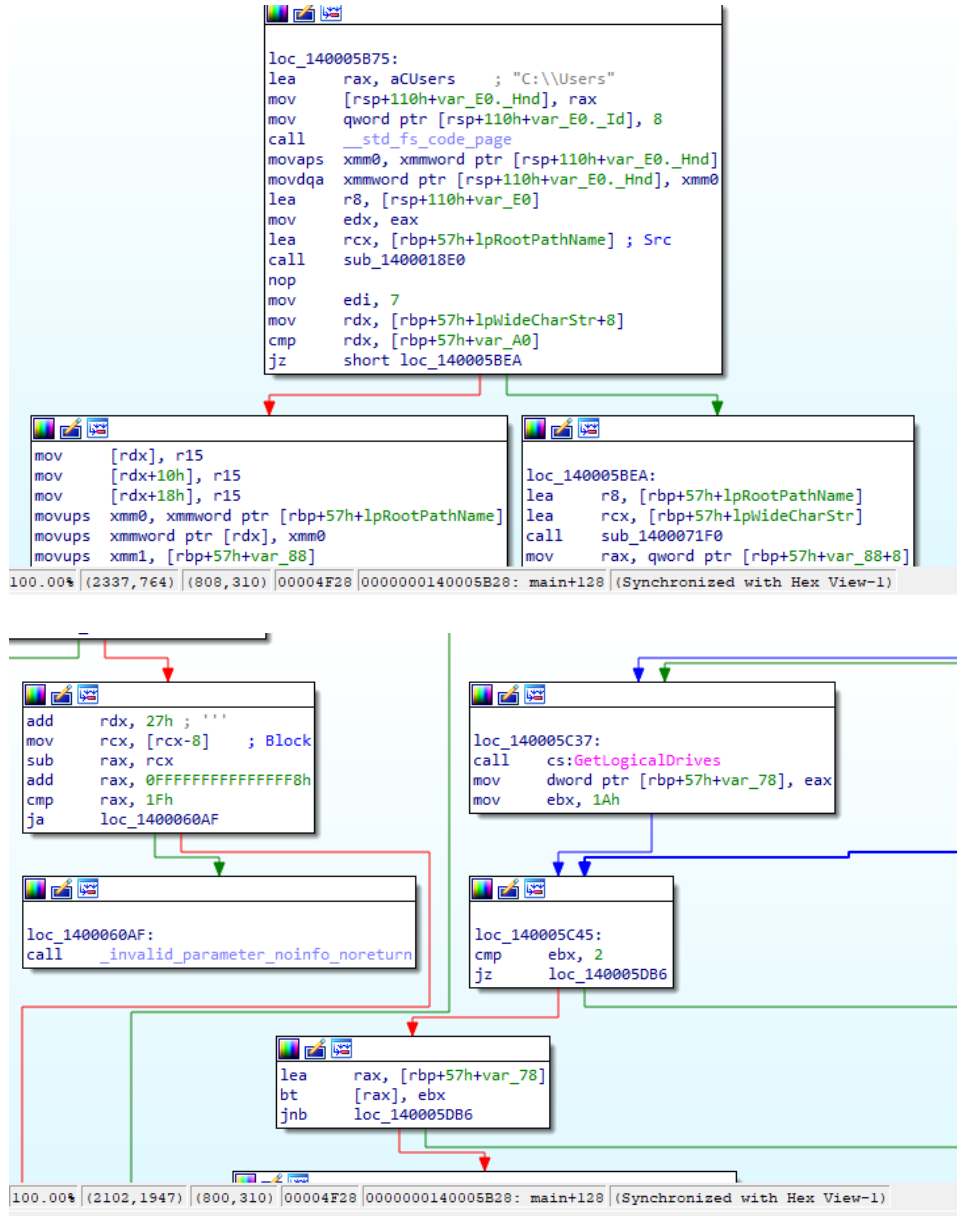 loc_140005B75:
lea rax, aCUsers ; "C:\\Users"
mov [rsp+110h+var_E0._Hnd], rax
mov qword ptr [rsp+110h+var_E0._Id], 8
call __std_fs_code_page
movaps xmm0, xmmword ptr [rsp+110h+var_E0._Hnd]
movdqa xmmword ptr [rsp+110h+var_E0._Hnd], xmm0
lea r8, [rsp+110h+var_E0]
mov edx, eax
lea rcx, [rbp+57h+lpRootPathName] ; Src
call sub_1400018E0
nop
mov edi, 7
mov rdx, [rbp+57h+lpWideCharStr+8]
cmp rdx, [rbp+57h+var_A0]
jz short loc_140005BEA
mov [rdx], r15
mov [rdx+10h], r15
mov [rdx+18h], r15
movups xmm0, xmmword ptr [rbp+57h+lpRootPathName]
movups xmmword ptr [rdx], xmm0
movups xmm1, [rbp+57h+var_88]
loc_140005BEA:
lea r8, [rbp+57h+lpRootPathName]
lea rcx, [rbp+57h+lpWideCharStr]
call sub_1400071F0
mov rax, qword ptr [rbp+57h+var_88+8]
100.00% (2337,764) (808,310) 00004F28 0000000140005B28: main+128 (Synchronized with Hex View-1)
add rdx, 27h ; '''
mov rcx, [rcx-8] ; Block
sub rax, rcx
add rax, 0FFFFFFFFFFFFFFF8h
cmp rax, 1Fh
ja loc_1400060AF
loc_140005C37:
call cs:GetLogicalDrives
mov dword ptr [rbp+57h+var_78], eax
mov ebx, 1Ah
loc_1400060AF:
call _invalid_parameter_noinfo_noreturn
loc_140005C45:
cmp ebx, 2
jz loc_140005DB6
lea rax, [rbp+57h+var_78]
bt [rax], ebx
jnb loc_140005DB6
100.00% (2102,1947) (800,310) 00004F28 0000000140005B28: main+128 (Synchronized with Hex View-1)